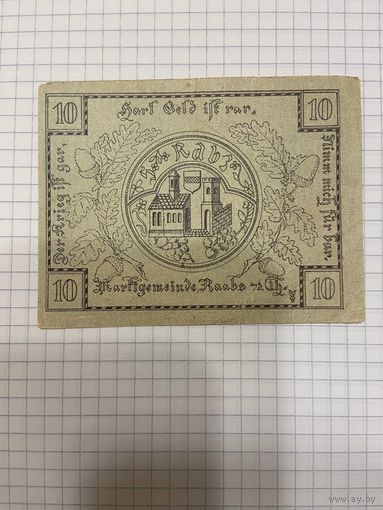 10
Hart Geld ist rar,
10
Der Krieg ist gar,
Nimm mich für bar.
Rabz
10
Marktgemeinde Raabs a/d. Th.
10
www.ay.by